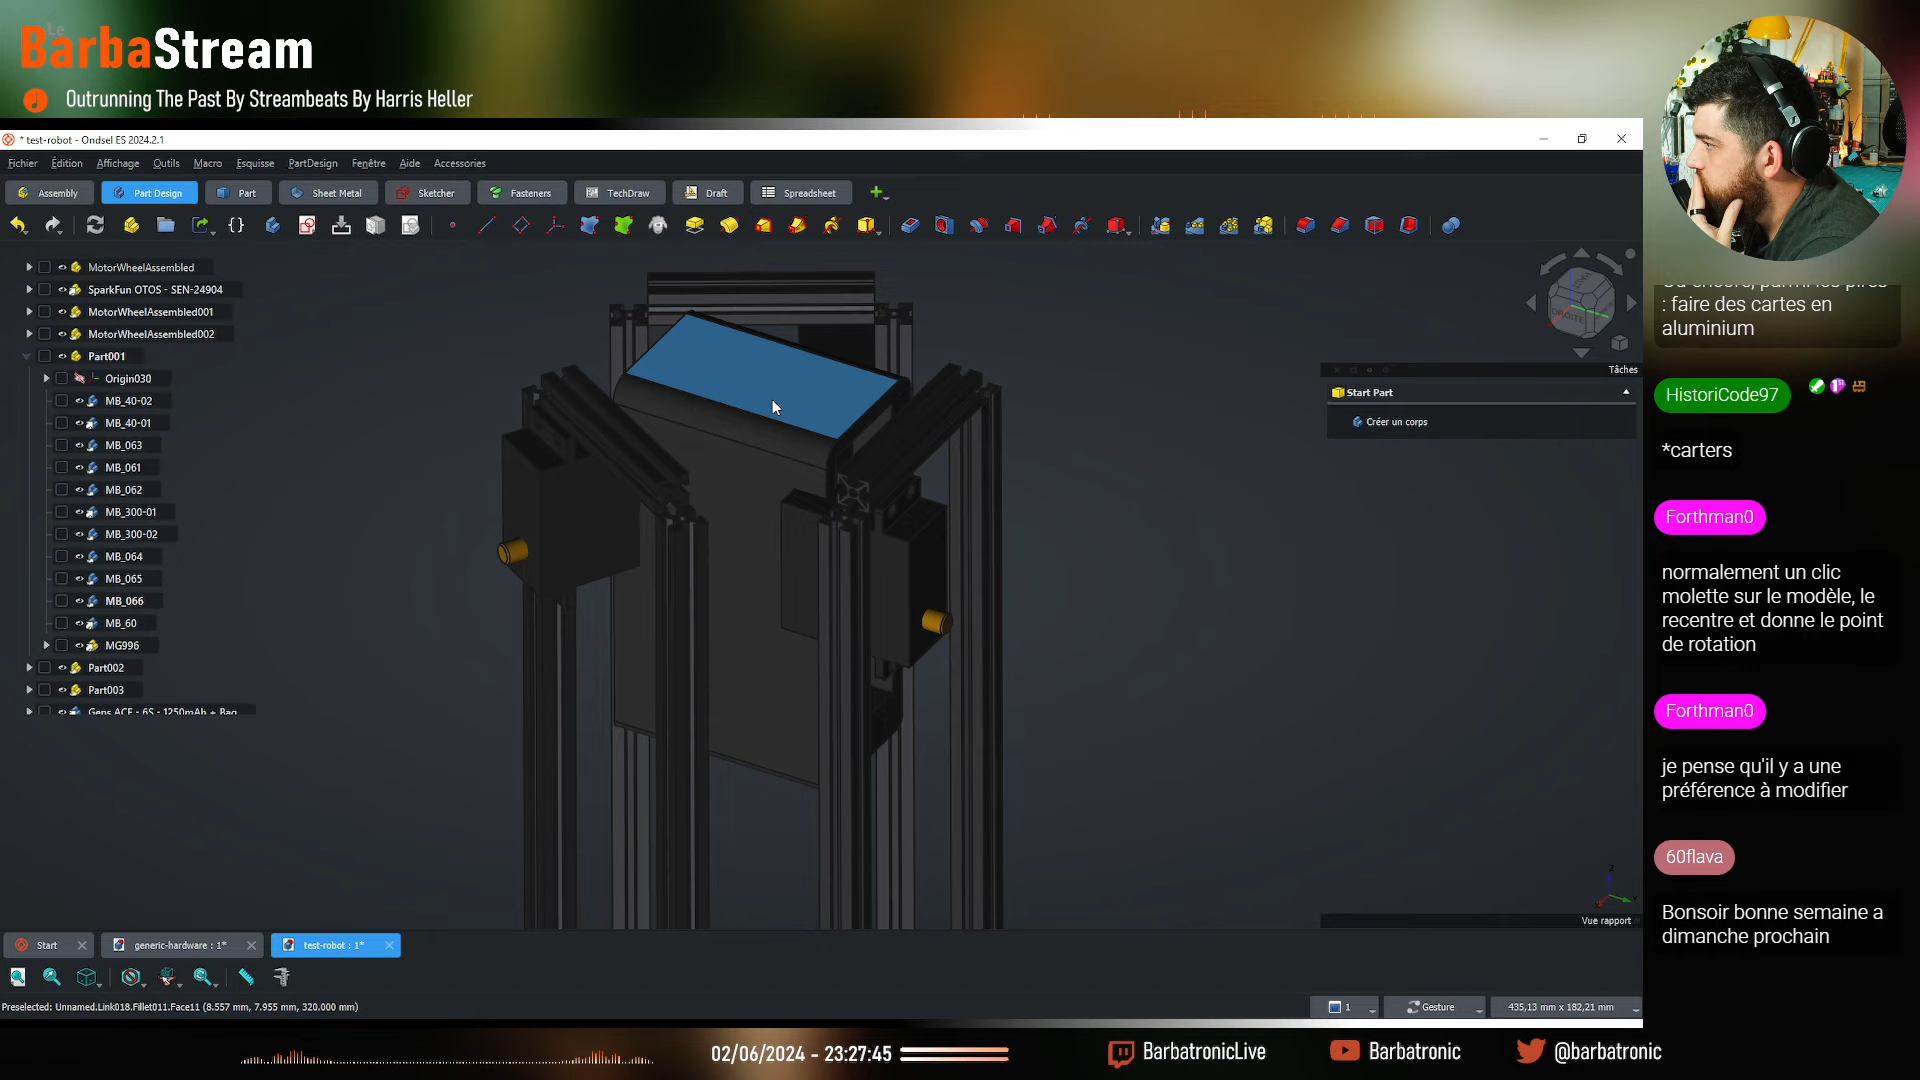 Le
BarbaStream
Outrunning The Past By Streambeats By Harris Heller
* test-robot - Ondsel ES 2024.2.1
Fichier Édition Affichage Outils Macro Esquisse PartDesign Fenêtre Aide Accessories
Assembly Part Design Part Sheet Metal Sketcher Fasteners TechDraw Draft Spreadsheet
MotorWheelAssembled
SparkFun OTOS - SEN-24904
MotorWheelAssembled001
MotorWheelAssembled002
Part001
Origin030
MB_40-02
MB_40-01
MB_063
MB_061
MB_062
MB_300-01
MB_300-02
MB_064
MB_065
MB_066
MB_60
MG996
Part002
Part003
Gens ACE - 6S - 1250mAh + Bag
DROITE
Tâches
Start Part
Créer un corps
Vue rapport
Z
Start generic-hardware : 1* test-robot : 1*
Preselected: Unnamed.Link018.Fillet011.Face11 (8.557 mm, 7.955 mm, 320.000 mm)
1 Gesture 435,13 mm x 182,21 mm
: faire des cartes en
aluminium
HistoriCode97
*carters
Forthman0
normalement un clic
molette sur le modèle, le
recentre et donne le point
de rotation
Forthman0
je pense qu'il y a une
préférence à modifier
60flava
Bonsoir bonne semaine a
dimanche prochain
02/06/2024 - 23:27:45
BarbatronicLive Barbatronic @barbatronic